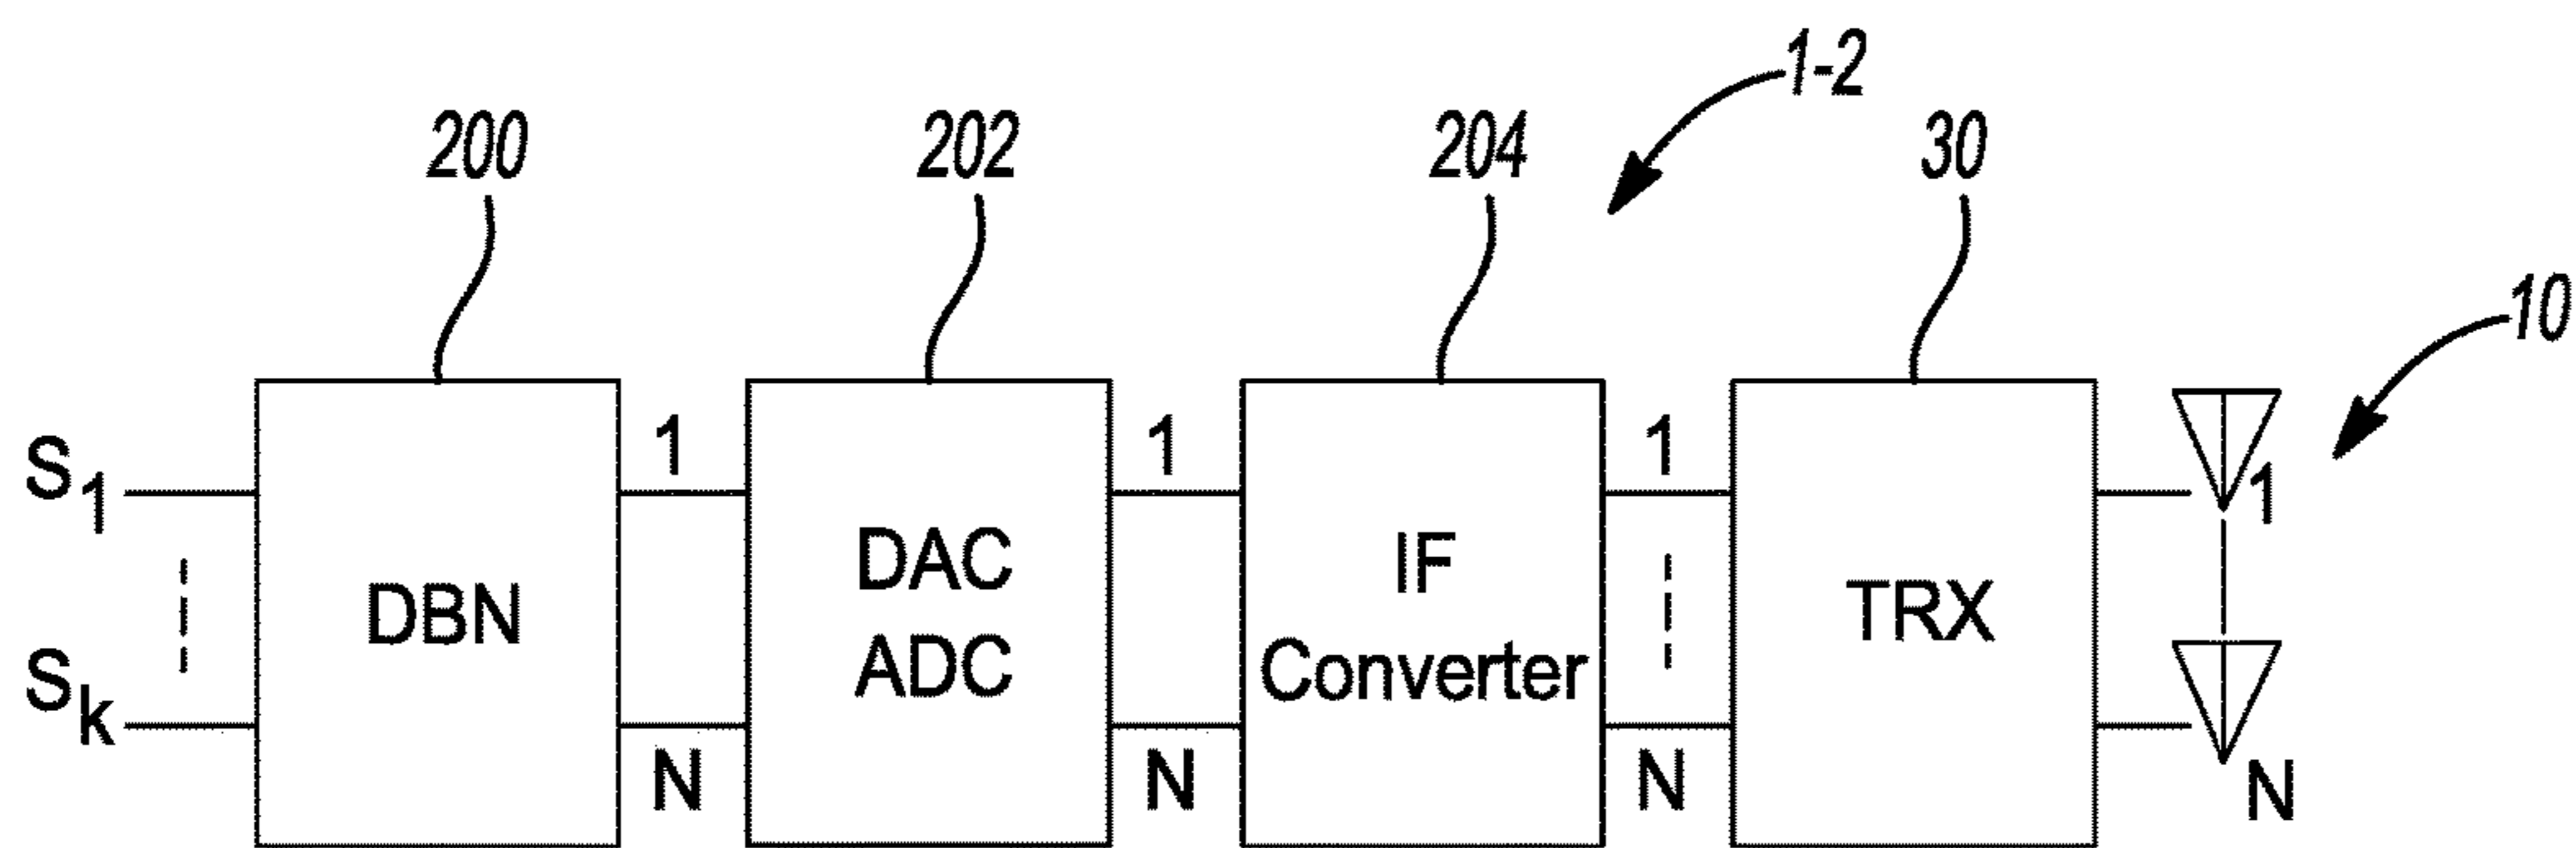 1-2
200
202
204
30
10
S1
1
1
1
1
DBN
DAC
ADC
IF
Converter
TRX
Sk
N
N
N
N